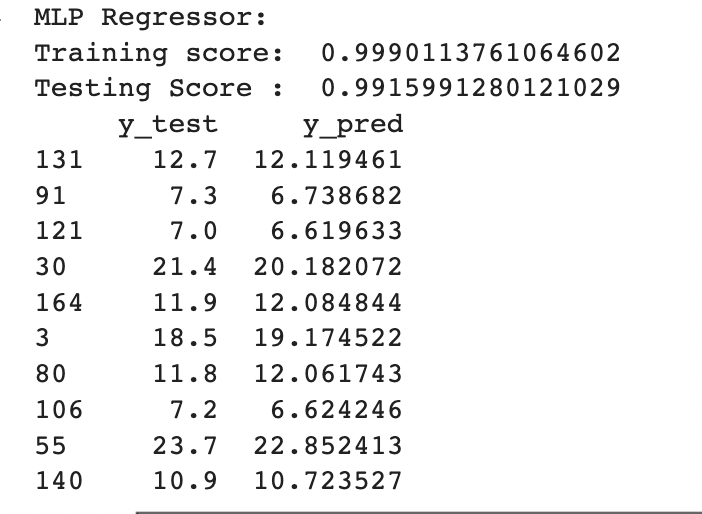 MLP Regressor:
Training score:  0.9990113761064602
Testing Score :  0.9915991280121029
y_test y_pred
131 12.7 12.119461
91 7.3 6.738682
121 7.0 6.619633
30 21.4 20.182072
164 11.9 12.084844
3 18.5 19.174522
80 11.8 12.061743
106 7.2 6.624246
55 23.7 22.852413
140 10.9 10.723527